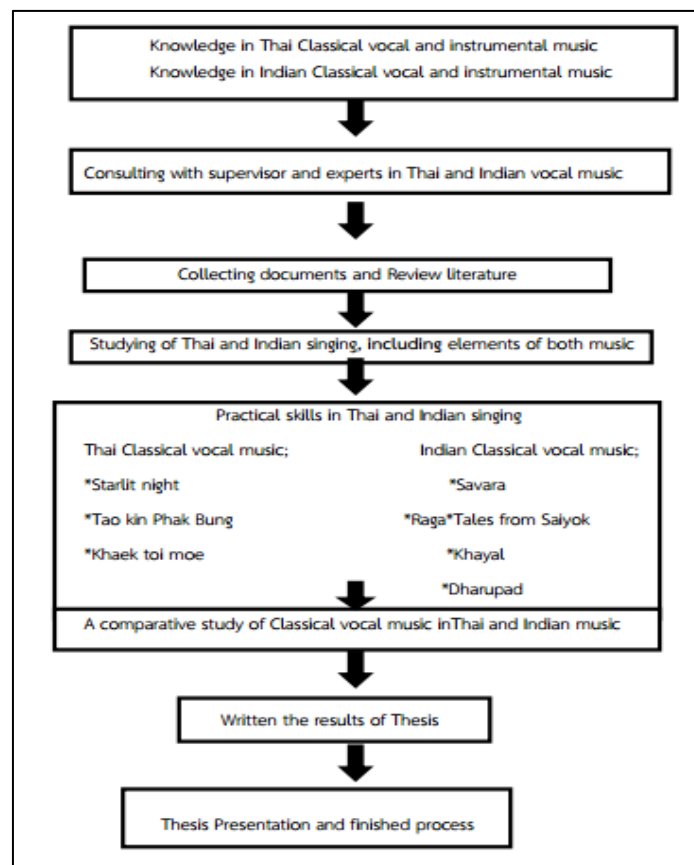 Knowledge in Thai Classical vocal and instrumental music
Knowledge in Indian Classical vocal and instrumental music
Consulting with supervisor and experts in Thai and Indian vocal music
Collecting documents and Review literature
Studying of Thai and Indian singing, including elements of both music
Practical skills in Thai and Indian singing
Thai Classical vocal music; Indian Classical vocal music;
*Starlit night *Savara
*Tao kin Phak Bung *Raga*Tales from Saiyok
*Khaek toi moe *Khayal
*Dharupad
A comparative study of Classical vocal music inThai and Indian music
Written the results of Thesis
Thesis Presentation and finished process